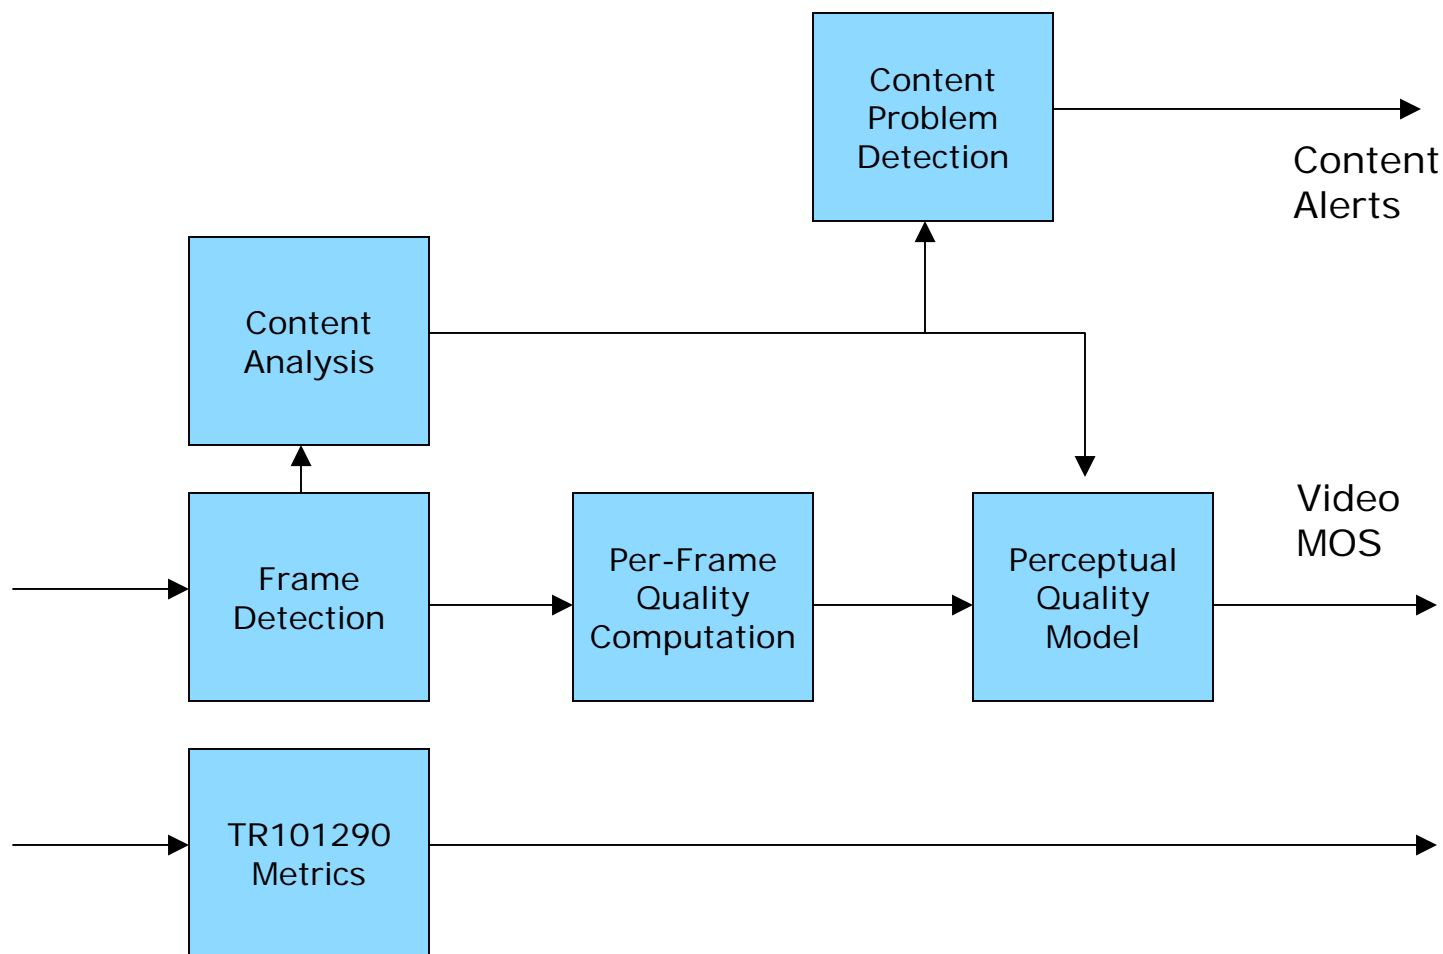 Content
Problem
Detection
Content
Alerts
Content
Analysis
Frame
Detection
Per-Frame
Quality
Computation
Perceptual
Quality
Model
Video
MOS
TR101290
Metrics